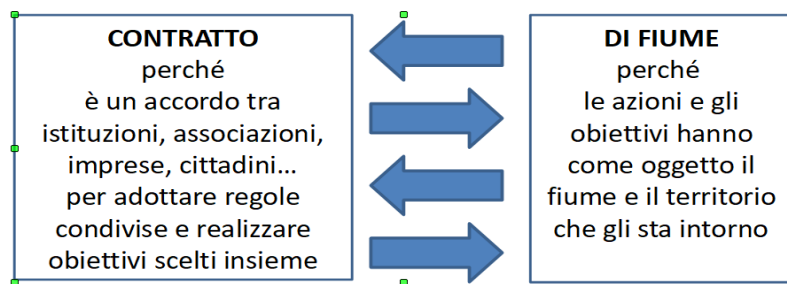 CONTRATTO
perché
è un accordo tra
istituzioni, associazioni,
imprese, cittadini...
per adottare regole
condivise e realizzare
obiettivi scelti insieme
DI FIUME
perché
le azioni e gli
obiettivi hanno
come oggetto il
fiume e il territorio
che gli sta intorno